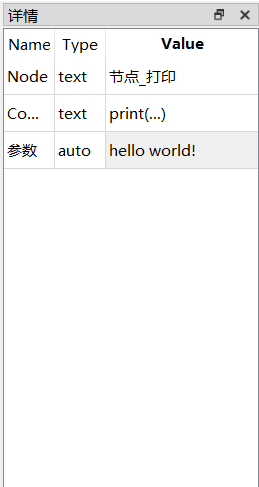 详情
Name Type Value
Node text 节点_打印
Co... text print(...)
参数 auto hello world!